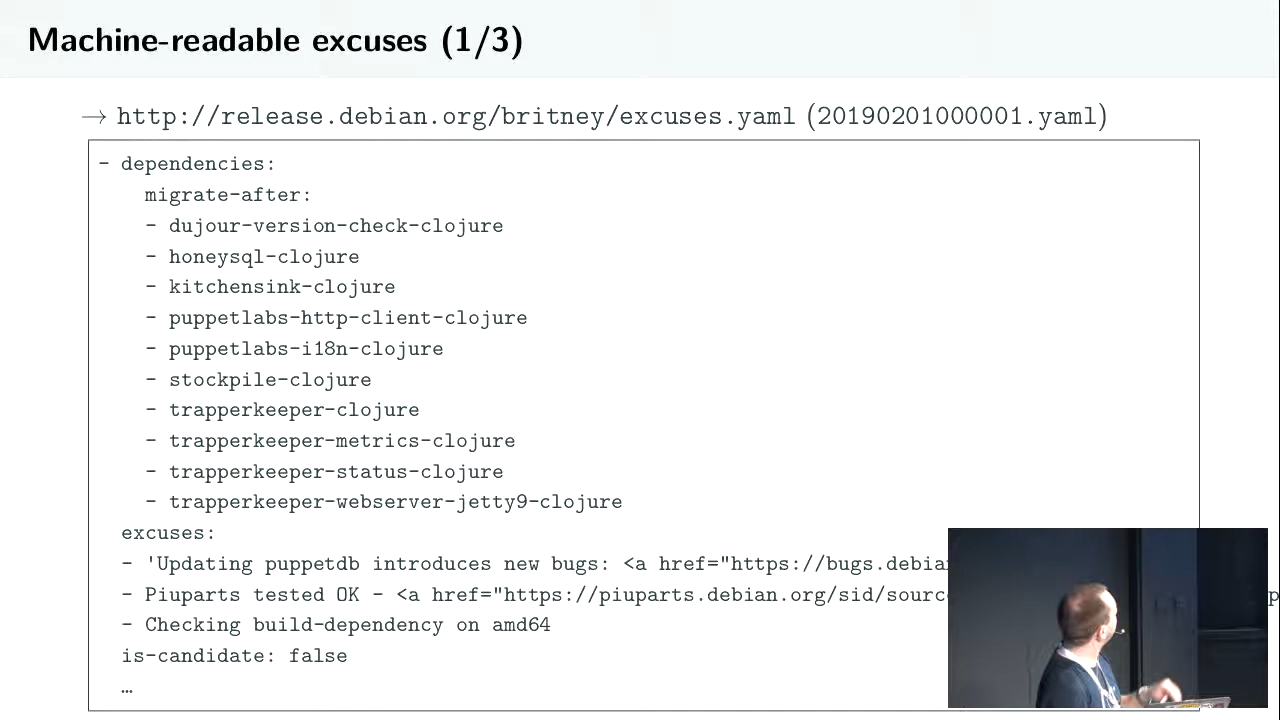 Machine-readable excuses (1/3)
→ http://release.debian.org/britney/excuses.yaml (20190201000001.yaml)
- dependencies:
migrate-after:
- dujour-version-check-clojure
- honeysql-clojure
- kitchensink-clojure
- puppetlabs-http-client-clojure
- puppetlabs-i18n-clojure
- stockpile-clojure
- trapperkeeper-clojure
- trapperkeeper-metrics-clojure
- trapperkeeper-status-clojure
- trapperkeeper-webserver-jetty9-clojure
excuses:
- 'Updating puppetdb introduces new bugs: <a href="https://bugs.debia
- Piuparts tested OK - <a href="https://piuparts.debian.org/sid/sourc
- Checking build-dependency on amd64
is-candidate: false
…